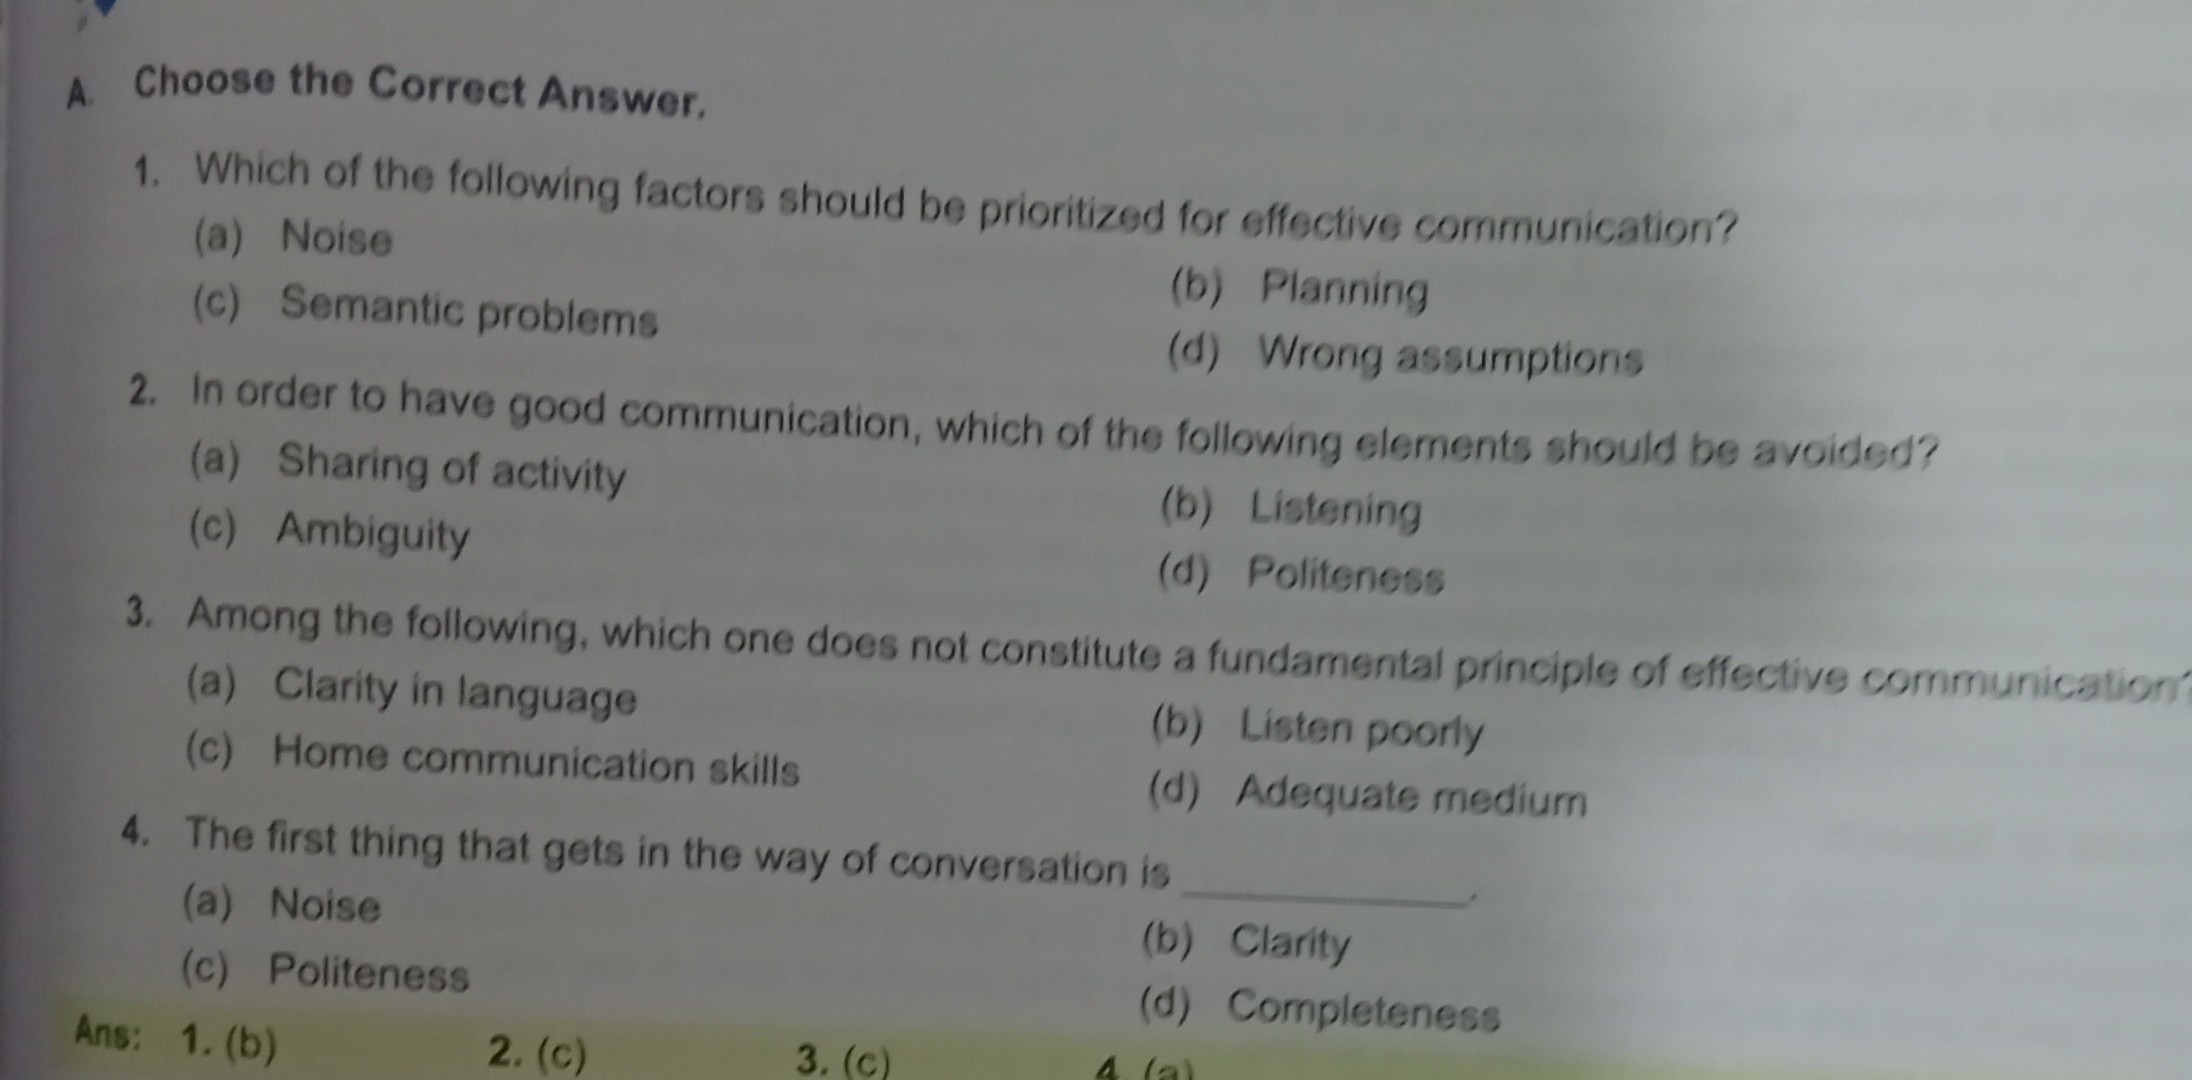 A. Choose the Correct Answer.
1. Which of the following factors should be prioritized for effective communication?
(a) Noise
(b) Planning
(c) Semantic problems
(d) Wrong assumptions
2. In order to have good communication, which of the following elements should be avoided?
(a) Sharing of activity
(b) Listening
(c) Ambiguity
(d) Politeness
3. Among the following, which one does not constitute a fundamental principle of effective communication?
(a) Clarity in language
(b) Listen poorly
(c) Home communication skills
(d) Adequate medium
4. The first thing that gets in the way of conversation is ____________.
(a) Noise
(b) Clarity
(c) Politeness
(d) Completeness
Ans: 1. (b) 2. (c) 3. (c) 4. (a)